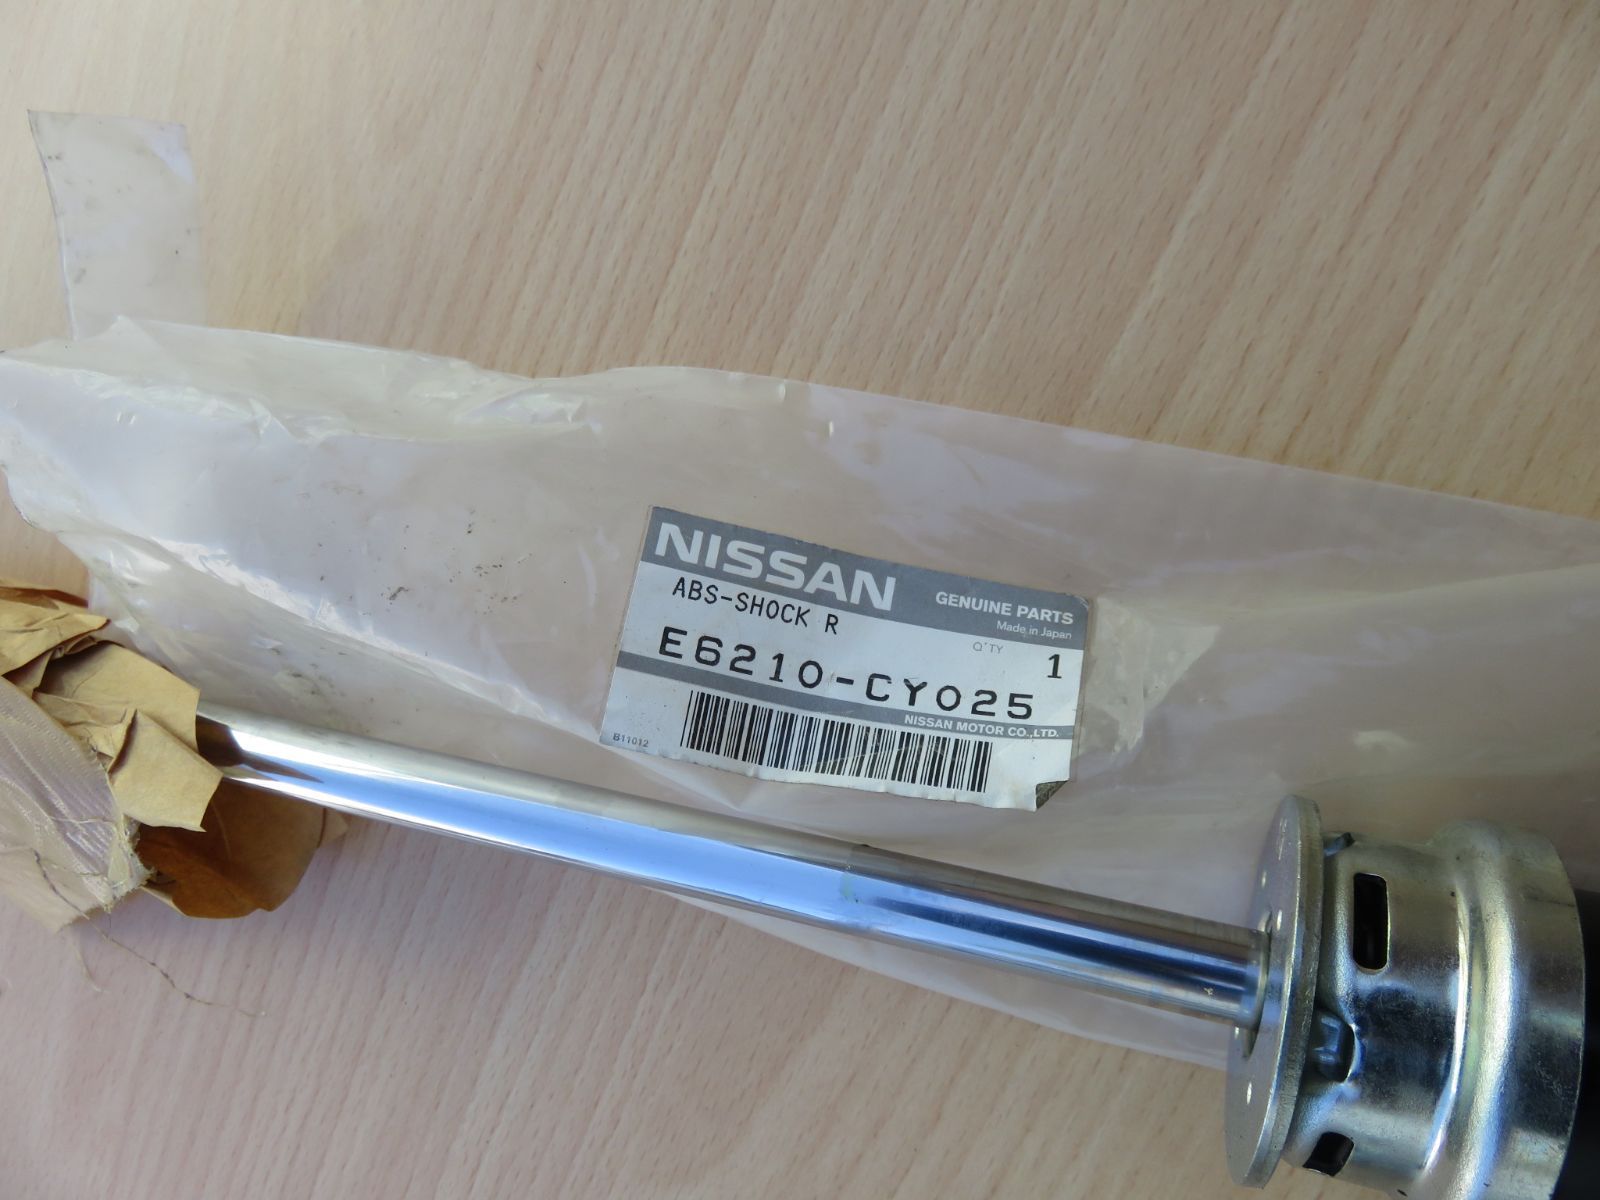 NISSAN
GENUINE PARTS
Made in Japan
ABS-SHOCK R
Q'TY 1
E6210-CY025
NISSAN MOTOR CO.,LTD.
B11012